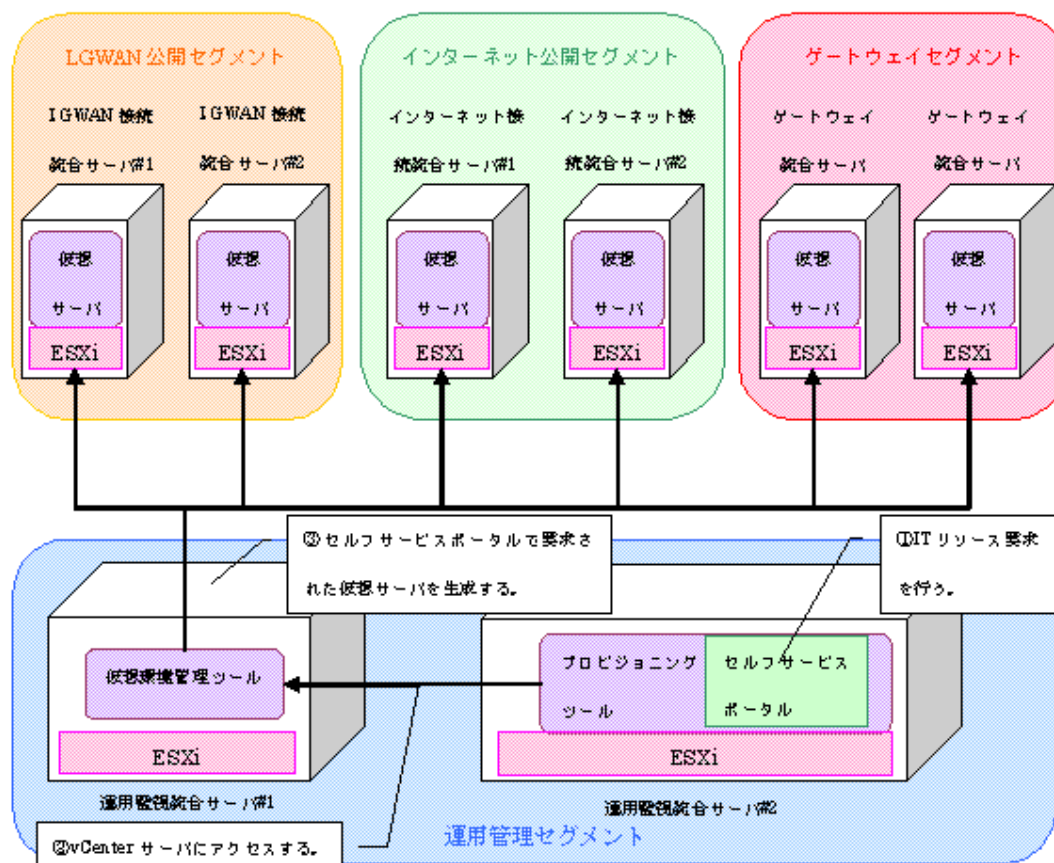 LGWAN 公開セグメント
インターネット公開セグメント
ゲートウェイセグメント
LGWAN 接続
統合サーバ#1
LGWAN 接続
統合サーバ#2
インターネット接
続統合サーバ#1
インターネット接
続統合サーバ#2
ゲートウェイ
統合サーバ
ゲートウェイ
統合サーバ
仮想
サーバ
ESXi
仮想
サーバ
ESXi
仮想
サーバ
ESXi
仮想
サーバ
ESXi
仮想
サーバ
ESXi
仮想
サーバ
ESXi
③セルフサービスポータルで要求さ
れた仮想サーバを生成する。
①ITリソース要求
を行う。
仮想環境管理ツール
ESXi
運用監視統合サーバ#1
プロビジョニング
ツール
セルフサービス
ポータル
ESXi
運用監視統合サーバ#2
②vCenter サーバにアクセスする。
運用管理セグメント